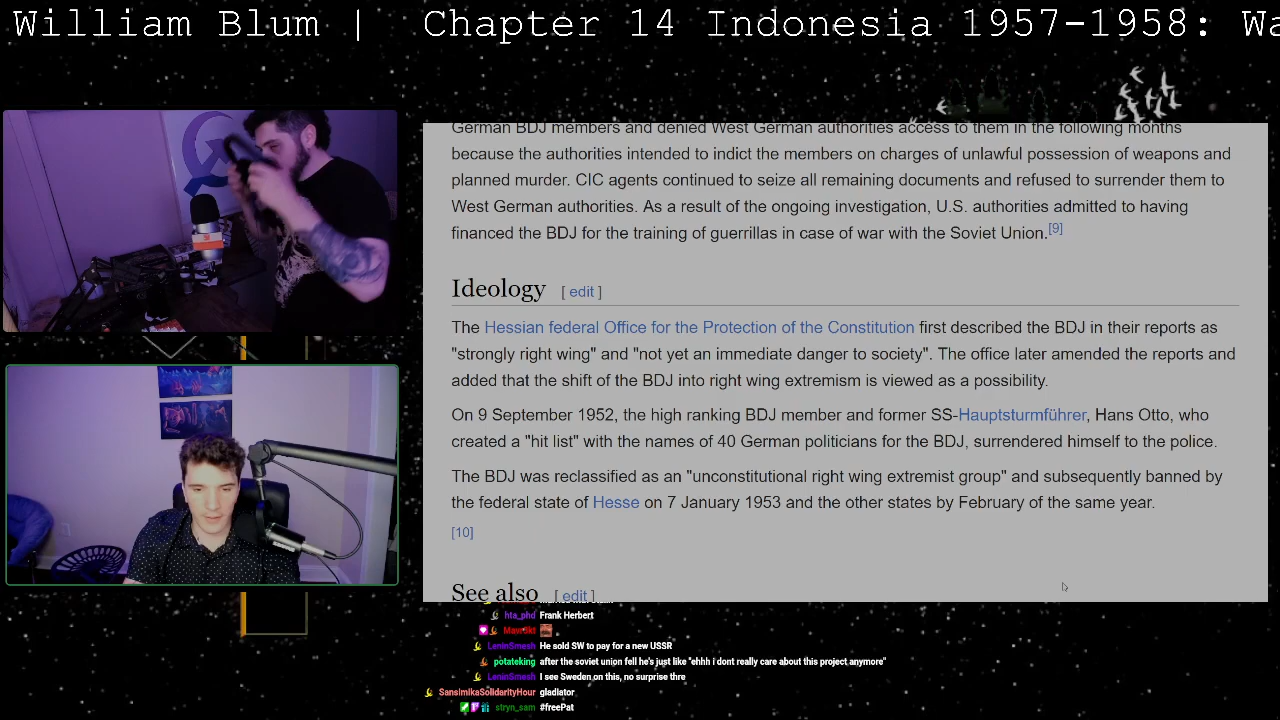 William Blum | Chapter 14 Indonesia 1957-1958: Wa
German BDJ members and denied West German authorities access to them in the following months
because the authorities intended to indict the members on charges of unlawful possession of weapons and
planned murder. CIC agents continued to seize all remaining documents and refused to surrender them to
West German authorities. As a result of the ongoing investigation, U.S. authorities admitted to having
financed the BDJ for the training of guerrillas in case of war with the Soviet Union.[9]
Ideology [ edit ]
The Hessian federal Office for the Protection of the Constitution first described the BDJ in their reports as
"strongly right wing" and "not yet an immediate danger to society". The office later amended the reports and
added that the shift of the BDJ into right wing extremism is viewed as a possibility.
On 9 September 1952, the high ranking BDJ member and former SS-Hauptsturmführer, Hans Otto, who
created a "hit list" with the names of 40 German politicians for the BDJ, surrendered himself to the police.
The BDJ was reclassified as an "unconstitutional right wing extremist group" and subsequently banned by
the federal state of Hesse on 7 January 1953 and the other states by February of the same year.
[10]
See also [ edit ]
hta_phd Frank Herbert
LeninSmesh He sold SW to pay for a new USSR
potateking after the soviet union fell he's just like "ehhh i dont really care about this project anymore"
LeninSmesh I see Sweden on this, no surprise thre
SansimikaSolidarityHour gladiator
stryn_sam #freePat